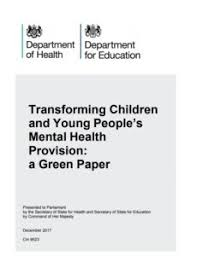 Department
of Health
Department
for Education
Transforming Children
and Young People's
Mental Health
Provision:
a Green Paper
Presented to Parliament
by the Secretary of State for Health and Secretary of State for Education
by Command of Her Majesty
December 2017